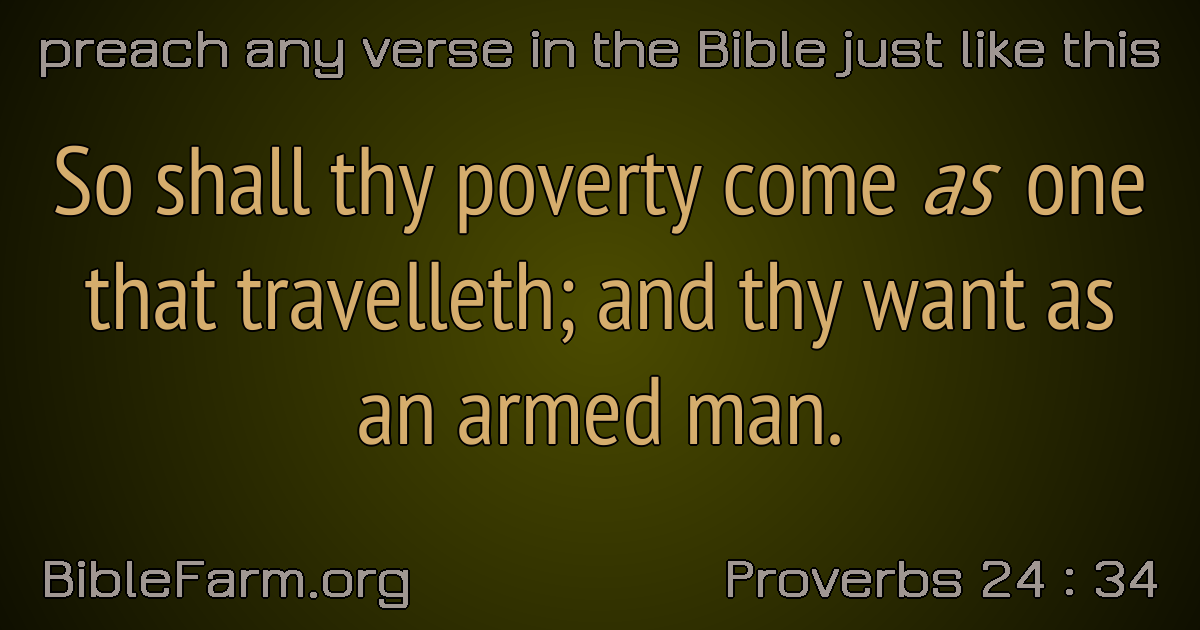 preach any verse in the Bible just like this
So shall thy poverty come as one
that travelleth; and thy want as
an armed man.
BibleFarm.org
Proverbs 24 : 34